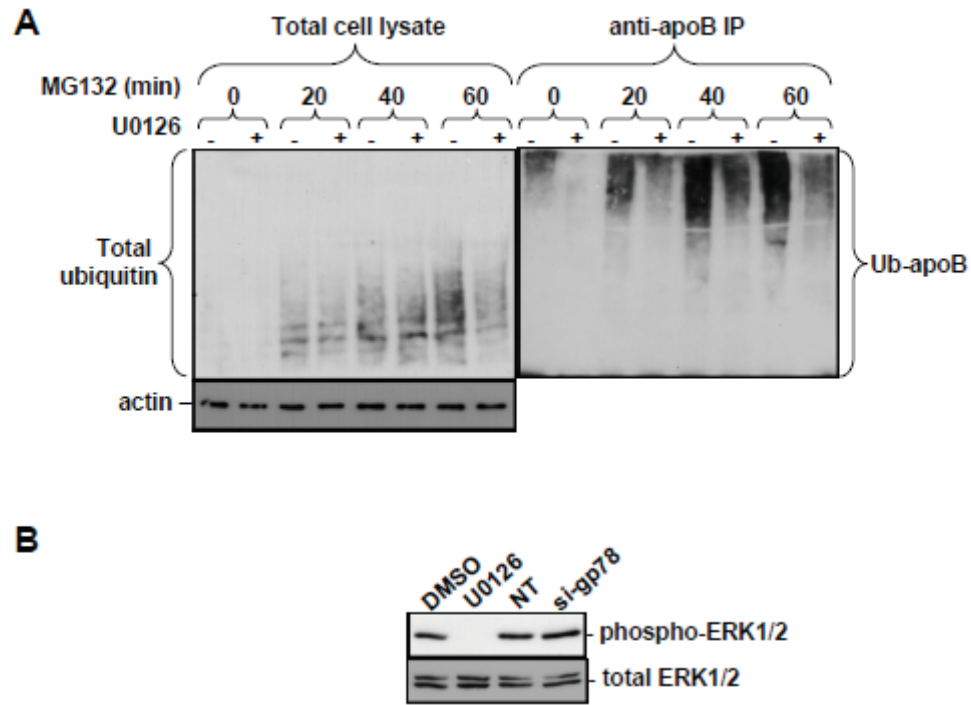 A
Total cell lysate anti-apoB IP
MG132 (min) 0 20 40 60 0 20 40 60
U0126 - + - + - + - + - + - + - + - +
Total
ubiquitin
Ub-apoB
actin
B
DMSO U0126 NT si-gp78
phospho-ERK1/2
total ERK1/2